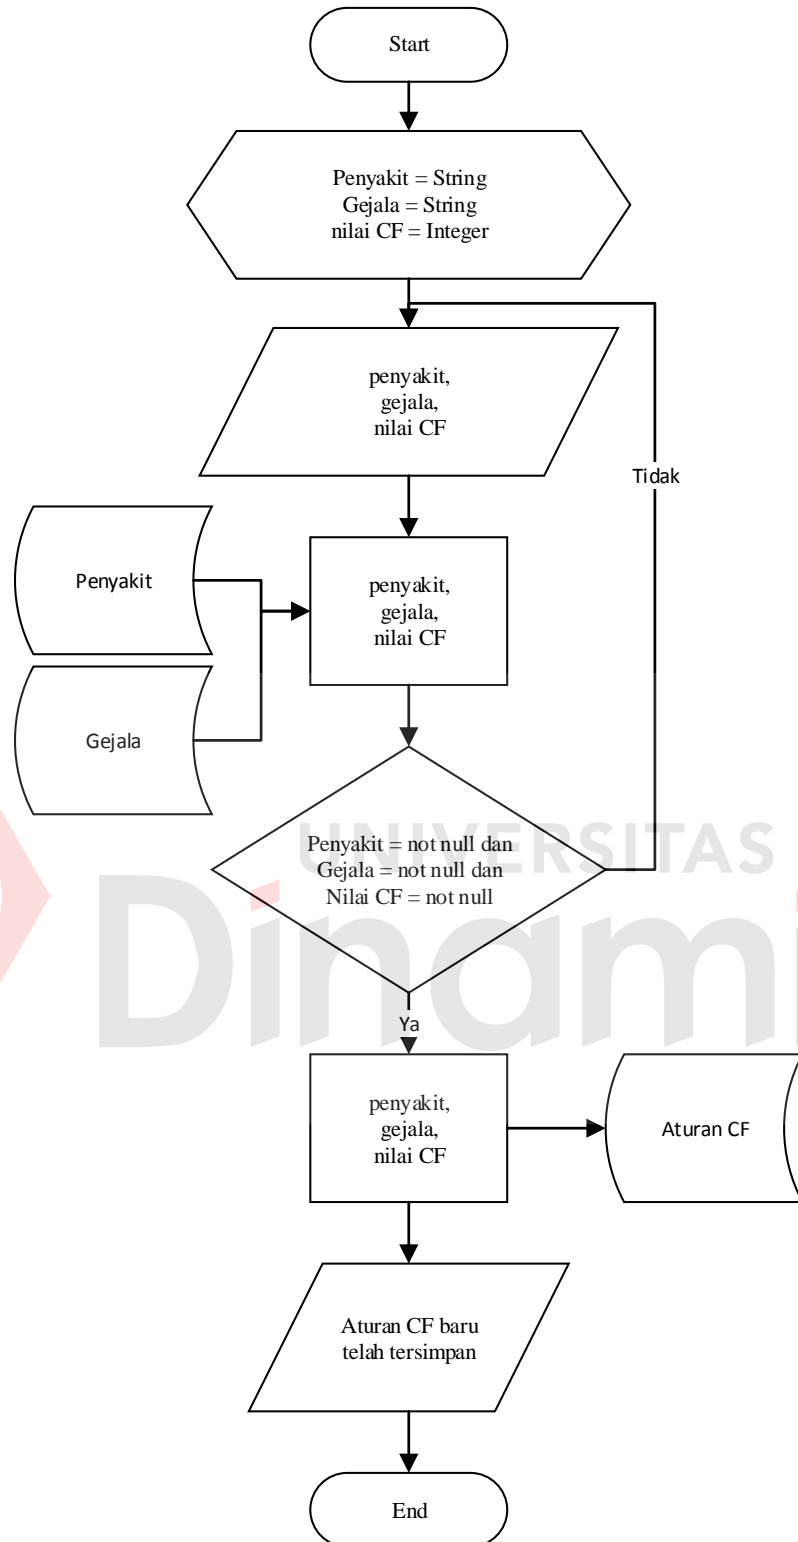 Start
Penyakit = String
Gejala = String
nilai CF = Integer
penyakit,
gejala,
nilai CF
Tidak
Penyakit
penyakit,
gejala,
nilai CF
Gejala
UNIVERSITAS
Penyakit = not null dan
Gejala = not null dan
Nilai CF = not null
Dinami
Ya
penyakit,
gejala,
nilai CF
Aturan CF
Aturan CF baru
telah tersimpan
End